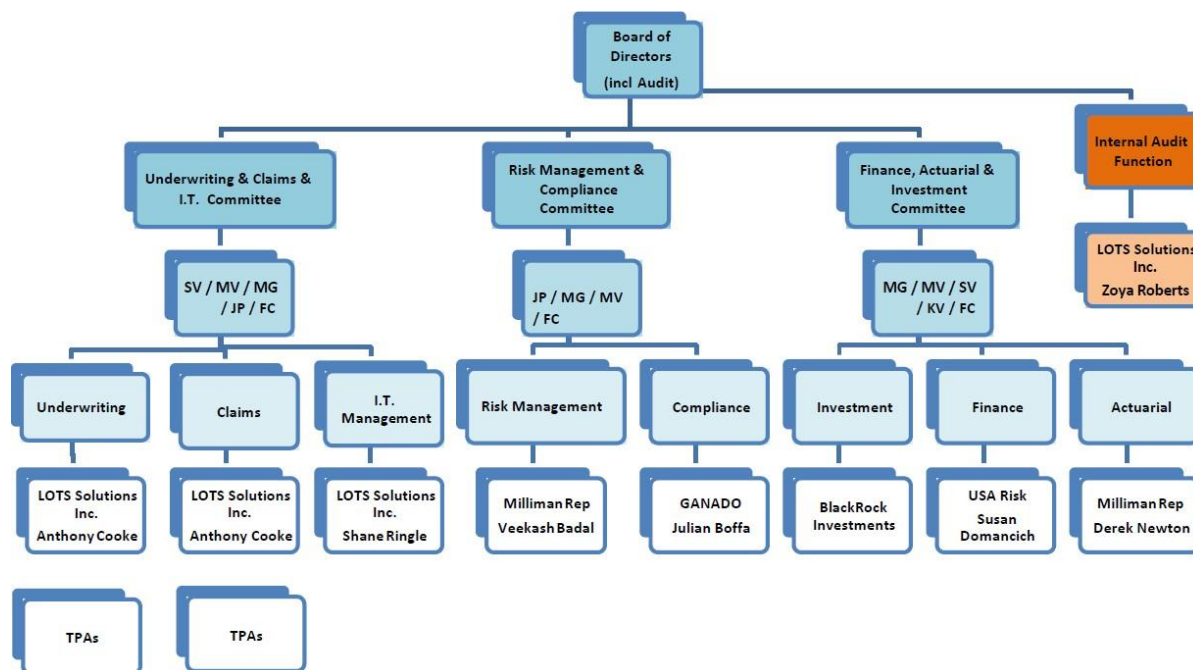 Board of
Directors
(incl Audit)
Internal Audit
Function
Underwriting & Claims &
I.T. Committee
Risk Management &
Compliance
Committee
Finance, Actuarial &
Investment
Committee
LOTS Solutions
Inc.
Zoya Roberts
SV / MV / MG
/ JP / FC
JP / MG / MV
/ FC
MG / MV / SV
/ KV / FC
Underwriting
Claims
I.T.
Management
Risk Management
Compliance
Investment
Finance
Actuarial
LOTS Solutions
Inc.
Anthony Cooke
LOTS Solutions
Inc.
Anthony Cooke
LOTS Solutions
Inc.
Shane Ringle
Milliman Rep
Veekash Badal
GANADO
Julian Boffa
BlackRock
Investments
USA Risk
Susan
Domancich
Milliman Rep
Derek Newton
TPAs
TPAs